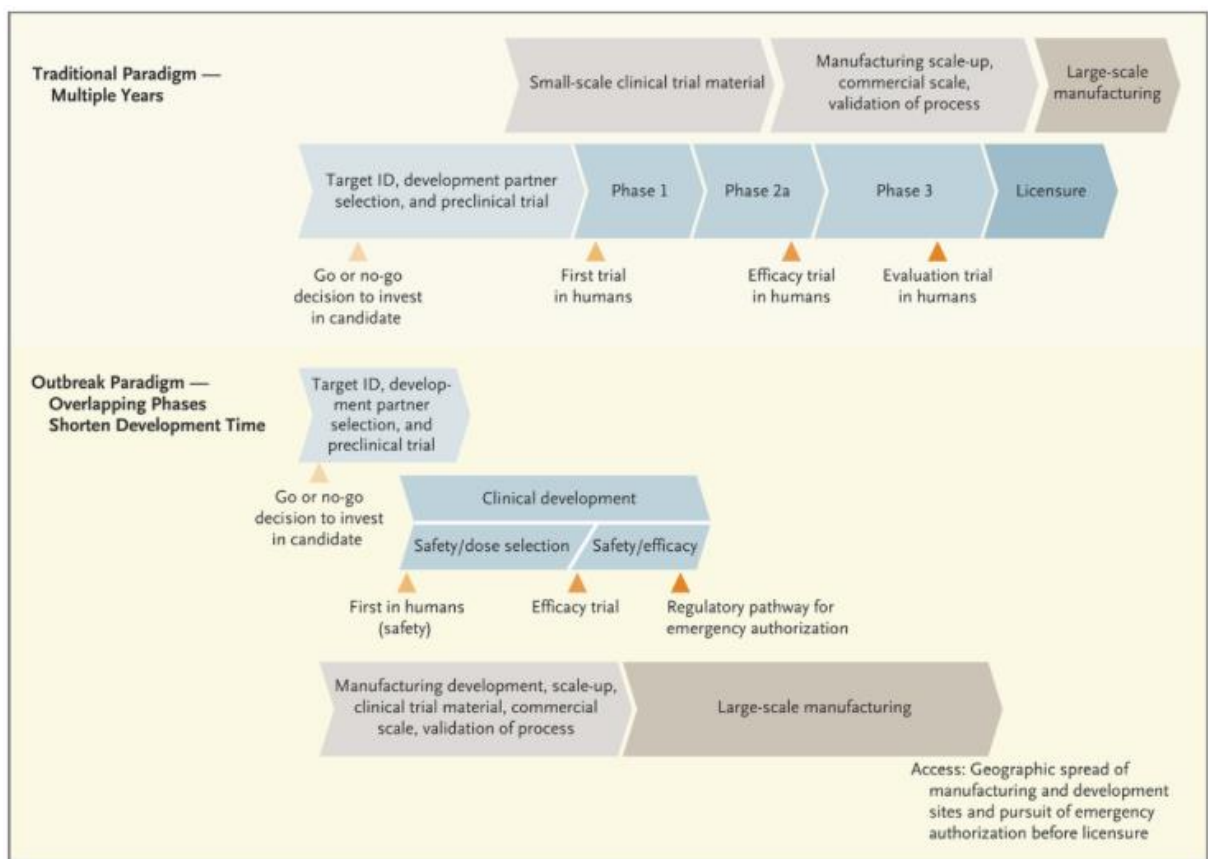 Traditional Paradigm —
Multiple Years
Small-scale clinical trial material
Manufacturing scale-up,
commercial scale,
validation of process
Large-scale
manufacturing
Target ID, development partner
selection, and preclinical trial
Phase 1
Phase 2a
Phase 3
Licensure
Go or no-go
decision to invest
in candidate
First trial
in humans
Efficacy trial
in humans
Evaluation trial
in humans
Outbreak Paradigm —
Overlapping Phases
Shorten Development Time
Target ID, develop-
ment partner
selection, and
preclinical trial
Go or no-go
decision to invest
in candidate
Clinical development
Safety/dose selection
Safety/efficacy
First in humans
(safety)
Efficacy trial
Regulatory pathway for
emergency authorization
Manufacturing development, scale-up,
clinical trial material, commercial
scale, validation of process
Large-scale manufacturing
Access: Geographic spread of
manufacturing and development
sites and pursuit of emergency
authorization before licensure